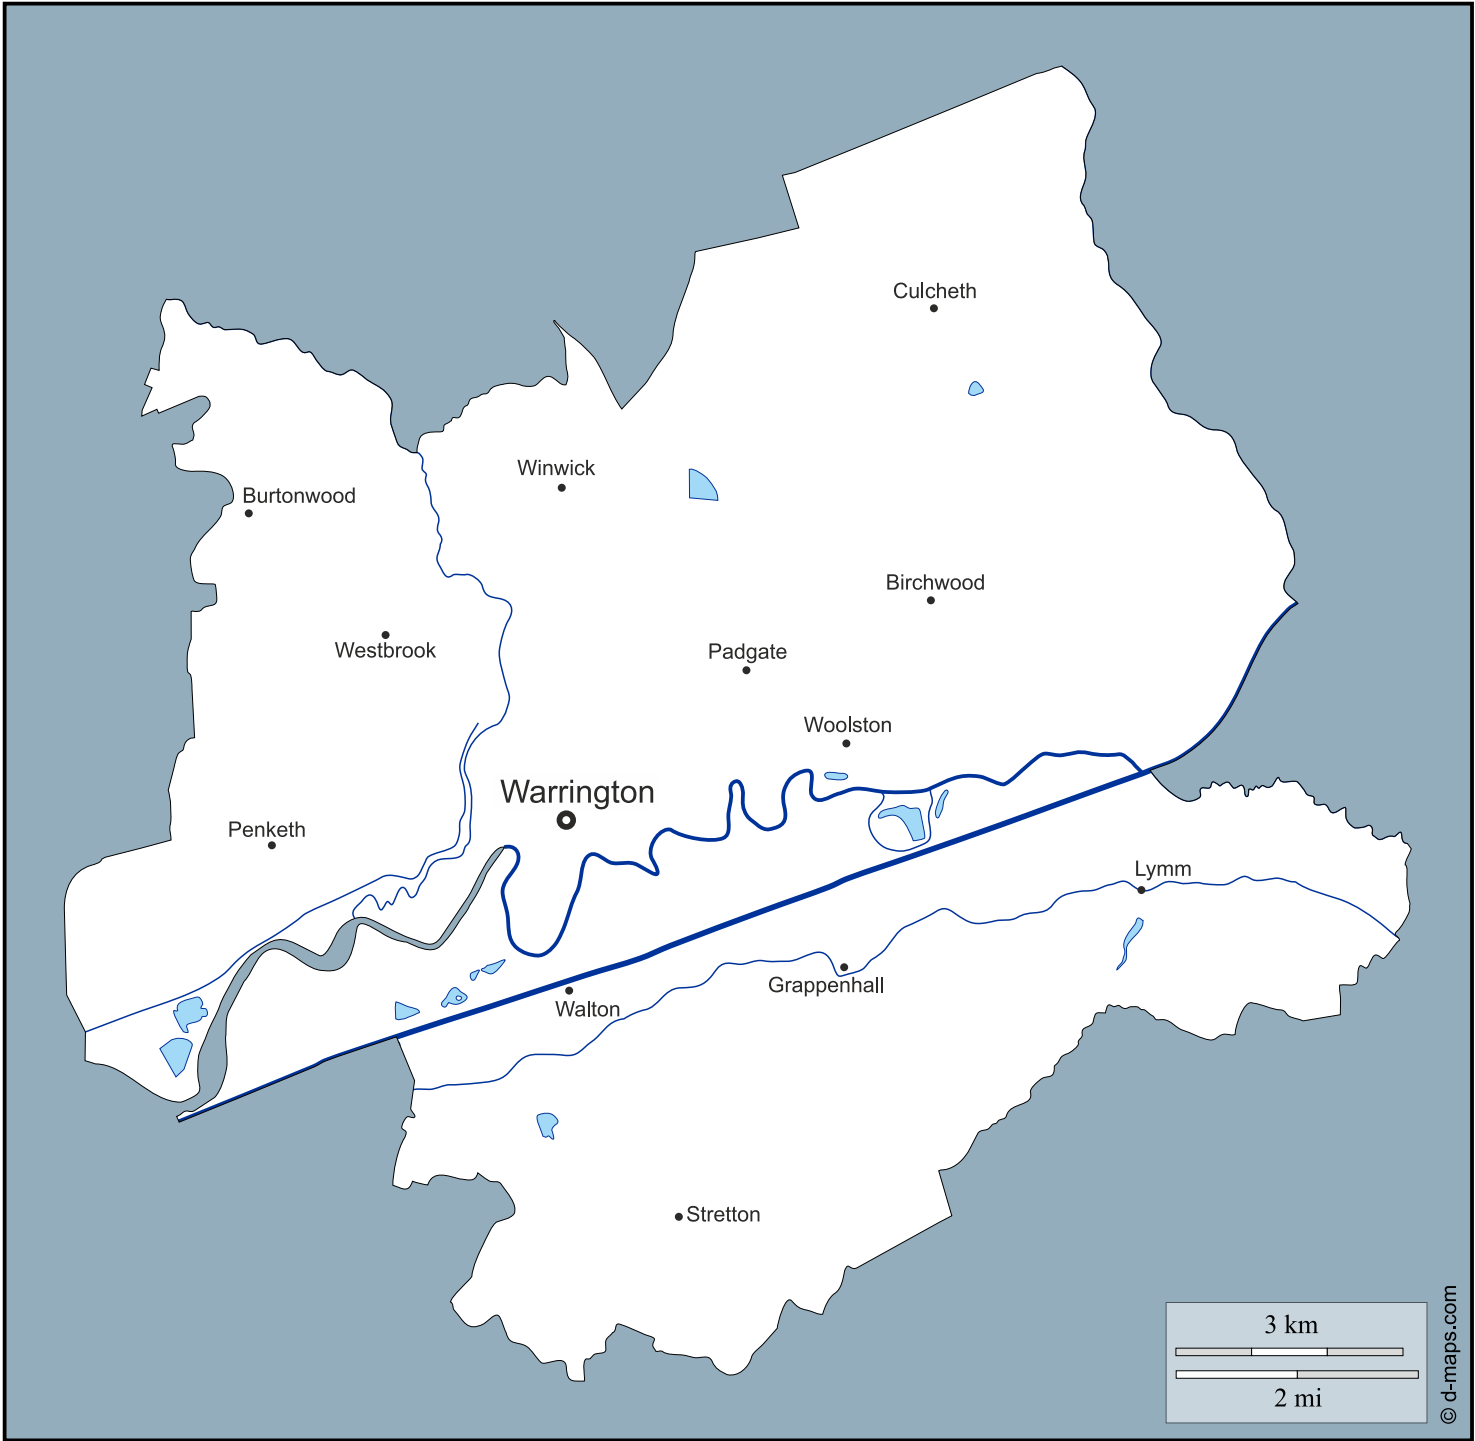 Culcheth
Winwick
Burtonwood
Birchwood
Westbrook
Padgate
Woolston
Warrington
Penketh
Lymm
Grappenhall
Walton
Stretton
3 km
2 mi
© d-maps.com